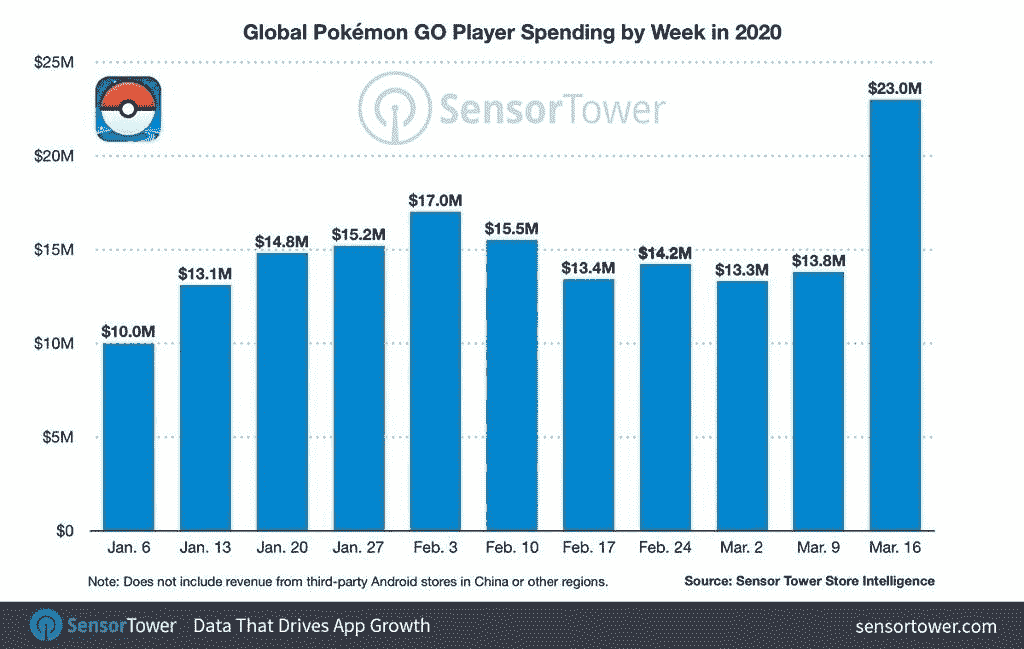 Global Pokémon GO Player Spending by Week in 2020
$25M
SensorTower
$23.0M
$20M
$17.0M
$15.5M
$15.2M
$14.8M
$15M
$14.2M
$13.8M
$13.4M
$13.3M
$13.1M
$10.0M
$10M
$5M
$0
Jan. 6 Jan. 13 Jan. 20 Jan. 27 Feb. 3 Feb. 10 Feb. 17 Feb. 24 Mar. 2 Mar. 9 Mar. 16
Note: Does not include revenue from third-party Android stores in China or other regions. Source: Sensor Tower Store Intelligence
SensorTower Data That Drives App Growth sensortower.com